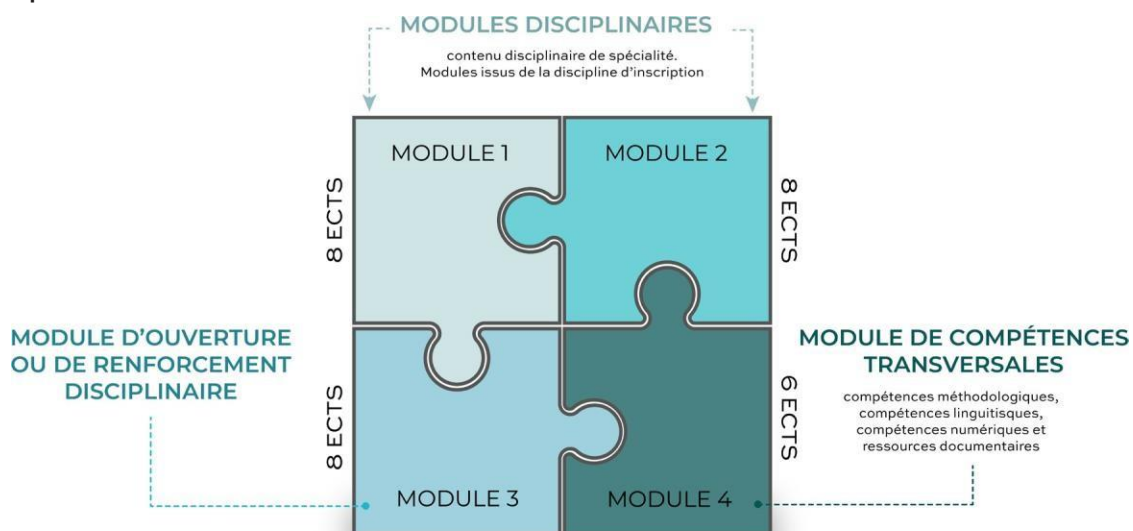 MODULES DISCIPLINAIRES
contenu disciplinaire de spécialité.
Modules issus de la discipline d'inscription
MODULE 1
MODULE 2
8 ECTS
8 ECTS
MODULE D'OUVERTURE
OU DE RENFORCEMENT
DISCIPLINAIRE
8 ECTS
MODULE 3
MODULE 4
6 ECTS
MODULE DE COMPÉTENCES
TRANSVERSALES
compétences méthodologiques,
compétences linguitisques,
compétences numériques et
ressources documentaires